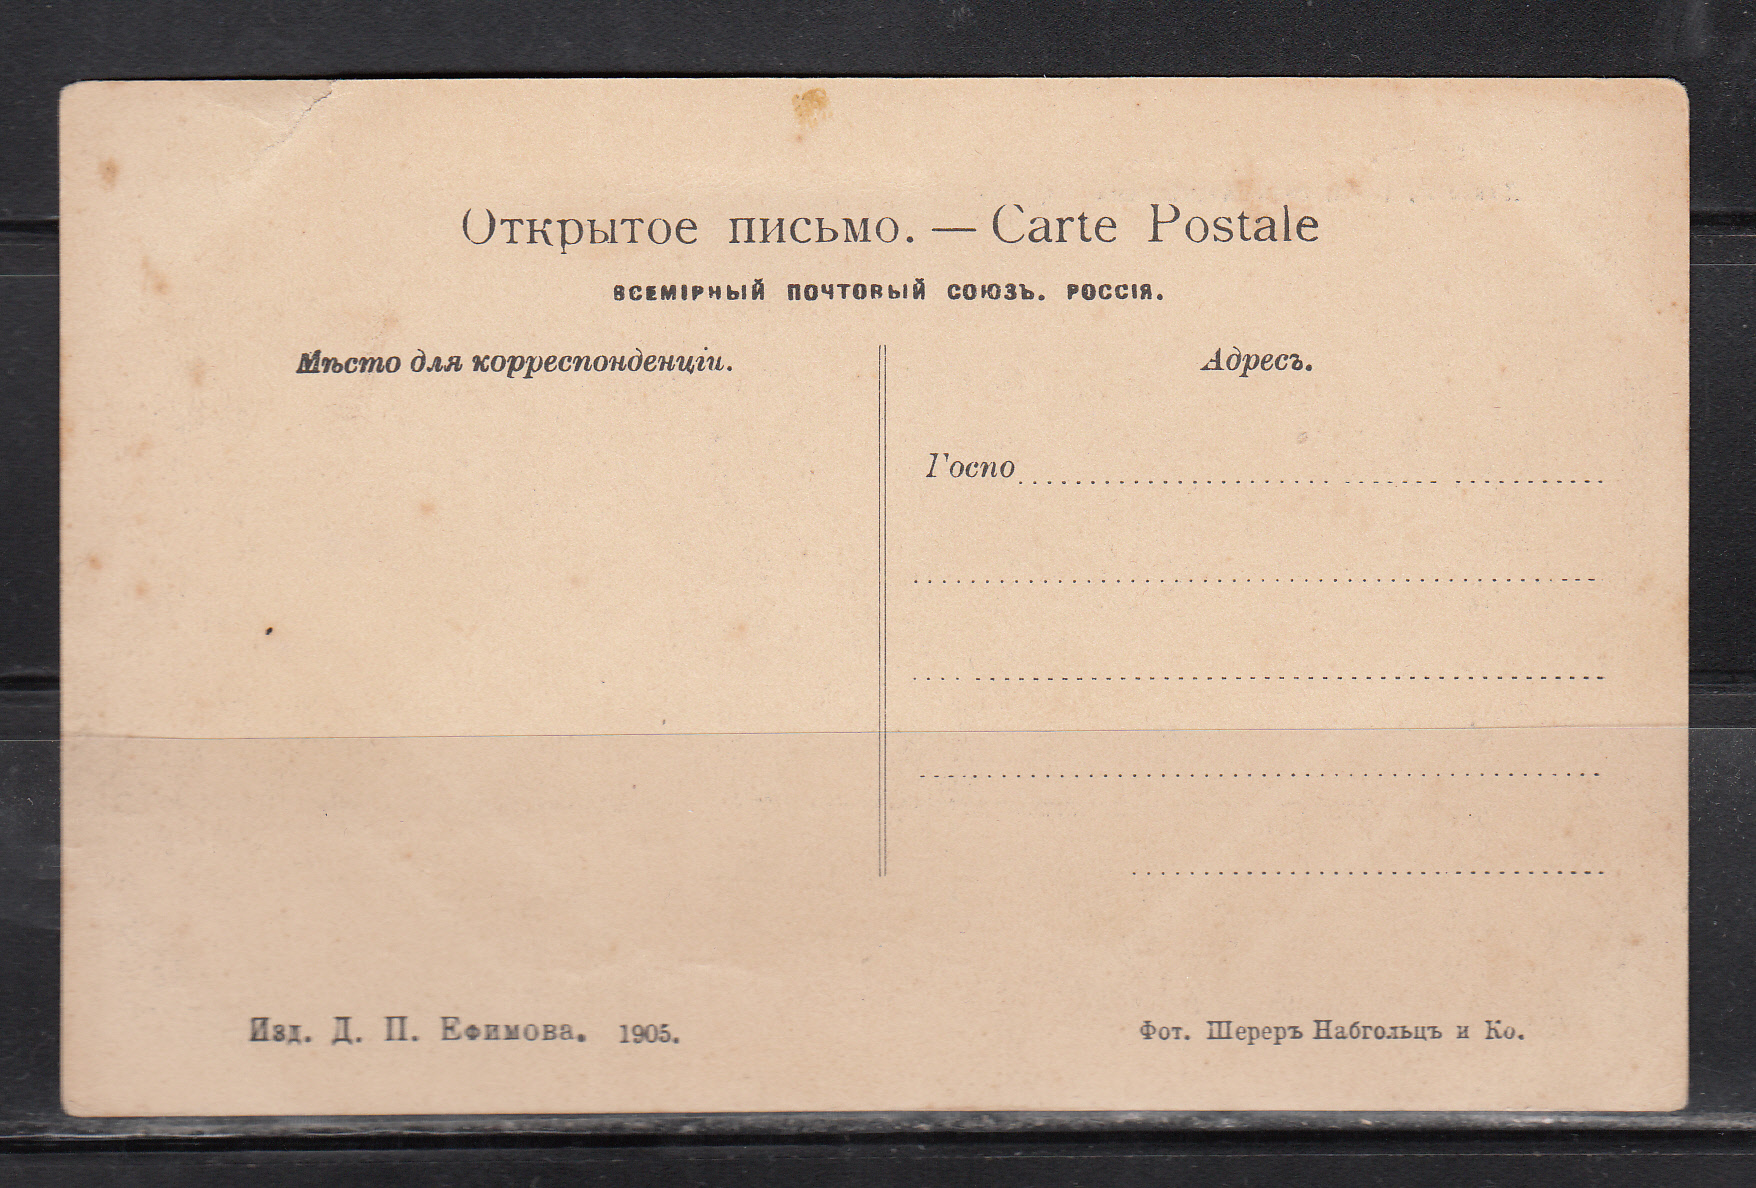 Открытое письмо. — Carte Postale
ВСЕМІРНЫЙ ПОЧТОВЫЙ СОЮЗЪ. РОССІЯ.
Мѣсто для корреспонденціи.
Адресъ.
Госпо
Изд. Д. П. Ефимова. 1905.
Фот. Шереръ Набгольцъ и Ко.